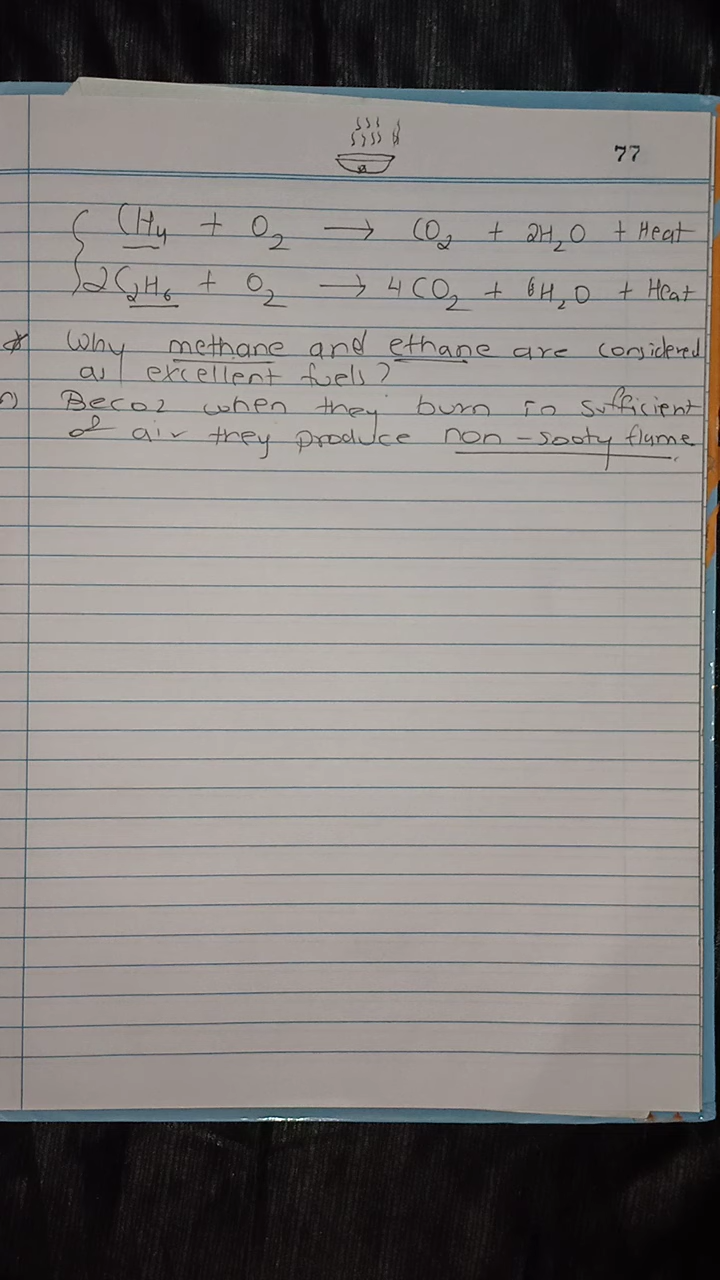 77
CH₄ + O₂ → CO₂ + 2H₂O + Heat
2C₂H₆ + O₂ → 4CO₂ + 6H₂O + Heat
* Why methane and ethane are considered
as excellent fuels?
A) Becoz when they burn in sufficient
of air they produce non-sooty flame.